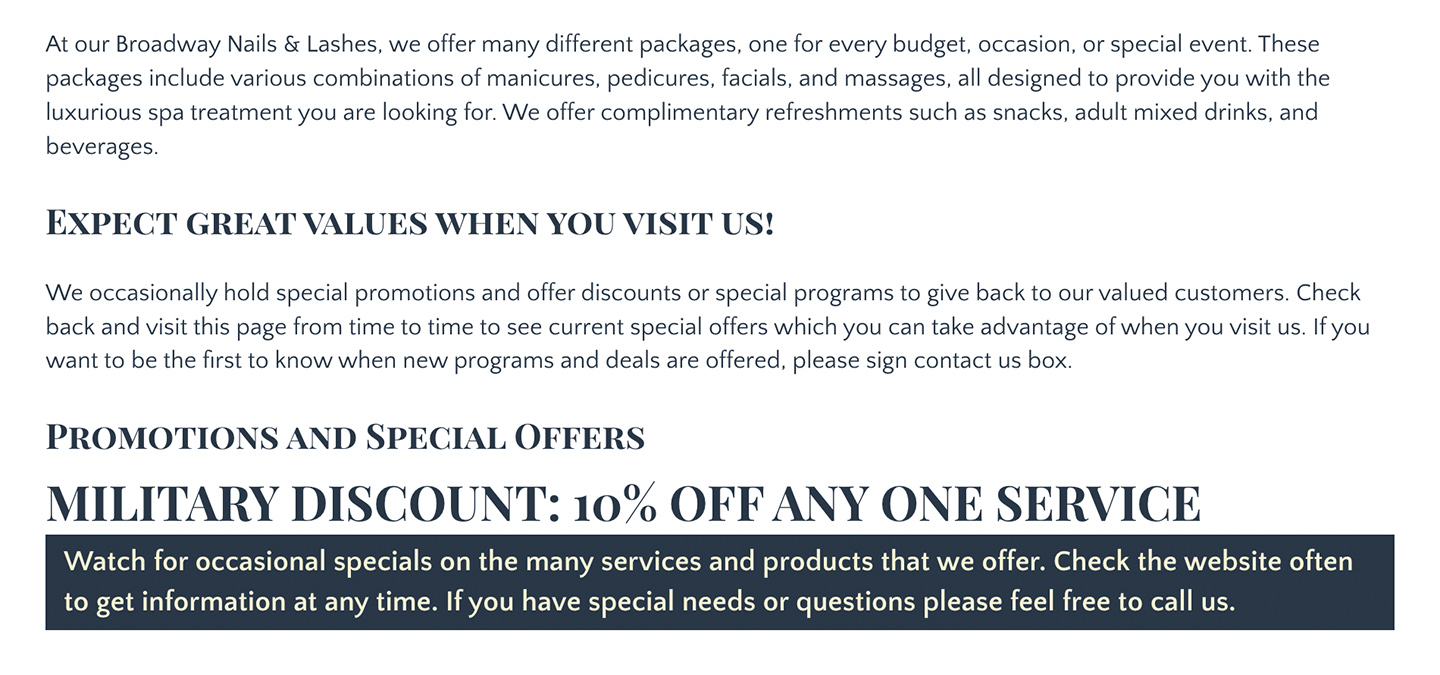 At our Broadway Nails & Lashes, we offer many different packages, one for every budget, occasion, or special event. These
packages include various combinations of manicures, pedicures, facials, and massages, all designed to provide you with the
luxurious spa treatment you are looking for. We offer complimentary refreshments such as snacks, adult mixed drinks, and
beverages.
Expect great values when you visit us!
We occasionally hold special promotions and offer discounts or special programs to give back to our valued customers. Check
back and visit this page from time to time to see current special offers which you can take advantage of when you visit us. If you
want to be the first to know when new programs and deals are offered, please sign contact us box.
Promotions and Special Offers
MILITARY DISCOUNT: 10% OFF ANY ONE SERVICE
Watch for occasional specials on the many services and products that we offer. Check the website often
to get information at any time. If you have special needs or questions please feel free to call us.